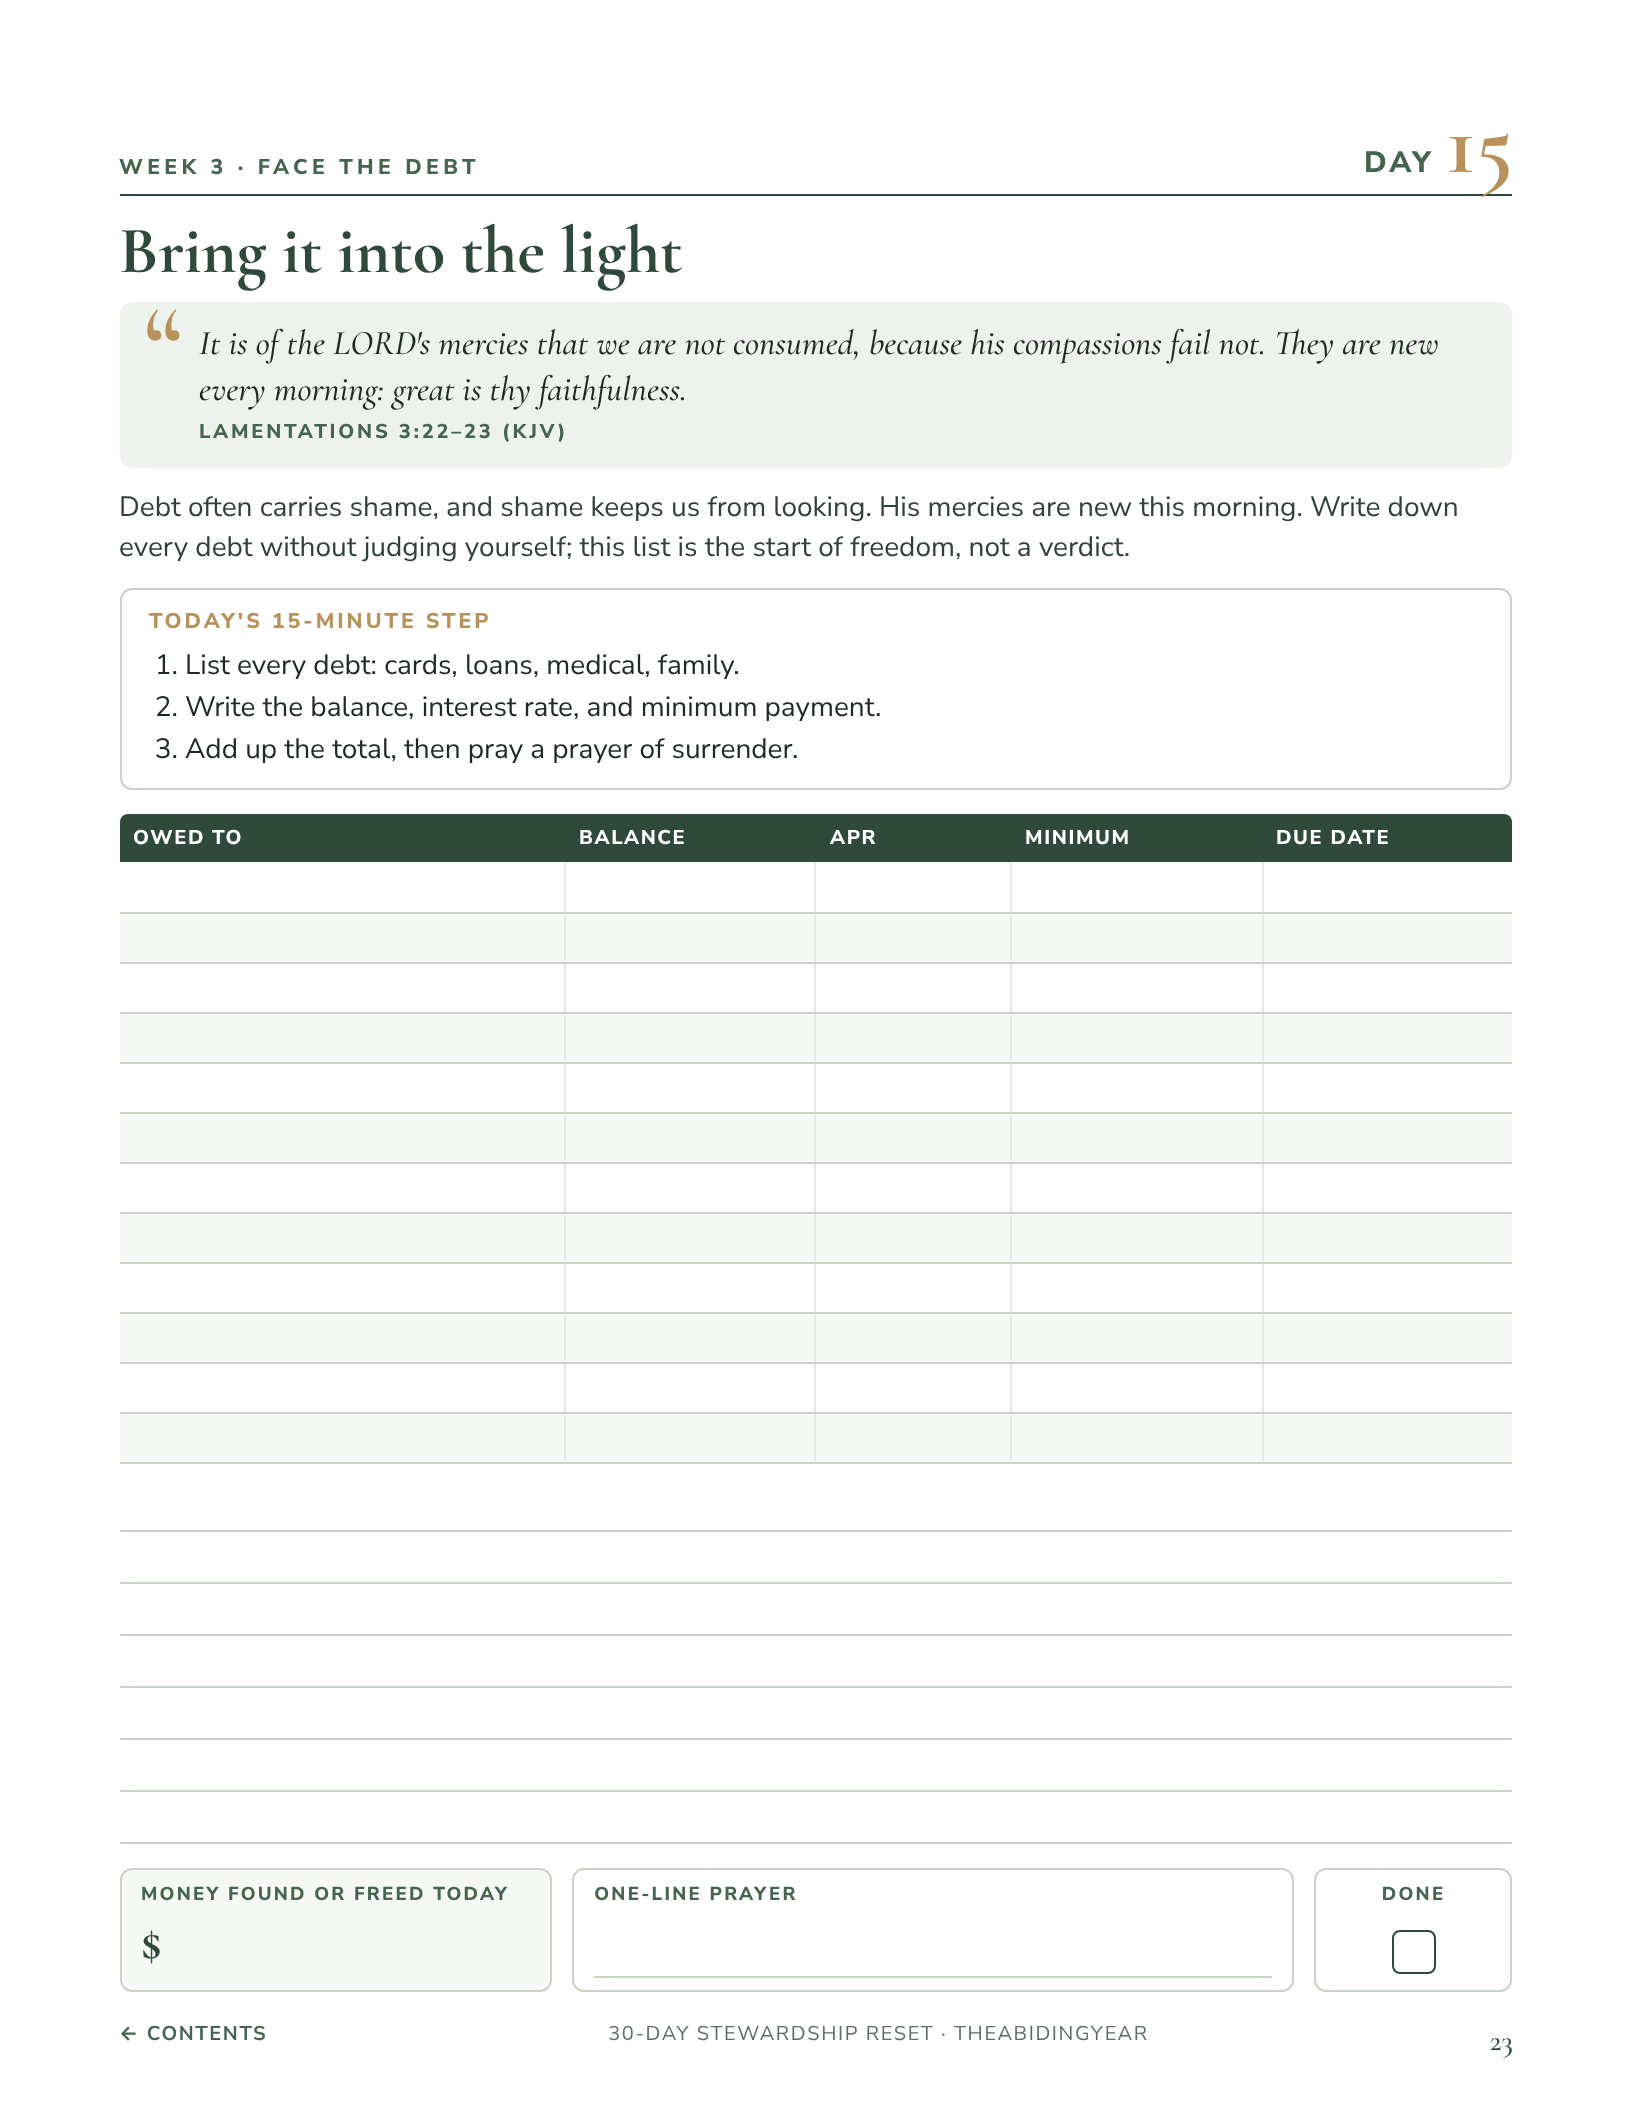 WEEK 3 · FACE THE DEBT
DAY 15
Bring it into the light
“
It is of the LORD's mercies that we are not consumed, because his compassions fail not. They are new
every morning: great is thy faithfulness.
LAMENTATIONS 3:22–23 (KJV)
Debt often carries shame, and shame keeps us from looking. His mercies are new this morning. Write down
every debt without judging yourself; this list is the start of freedom, not a verdict.
TODAY'S 15-MINUTE STEP
1. List every debt: cards, loans, medical, family.
2. Write the balance, interest rate, and minimum payment.
3. Add up the total, then pray a prayer of surrender.
OWED TO BALANCE APR MINIMUM DUE DATE
MONEY FOUND OR FREED TODAY
$
ONE-LINE PRAYER
DONE
← CONTENTS
30-DAY STEWARDSHIP RESET · THEABIDINGYEAR
23